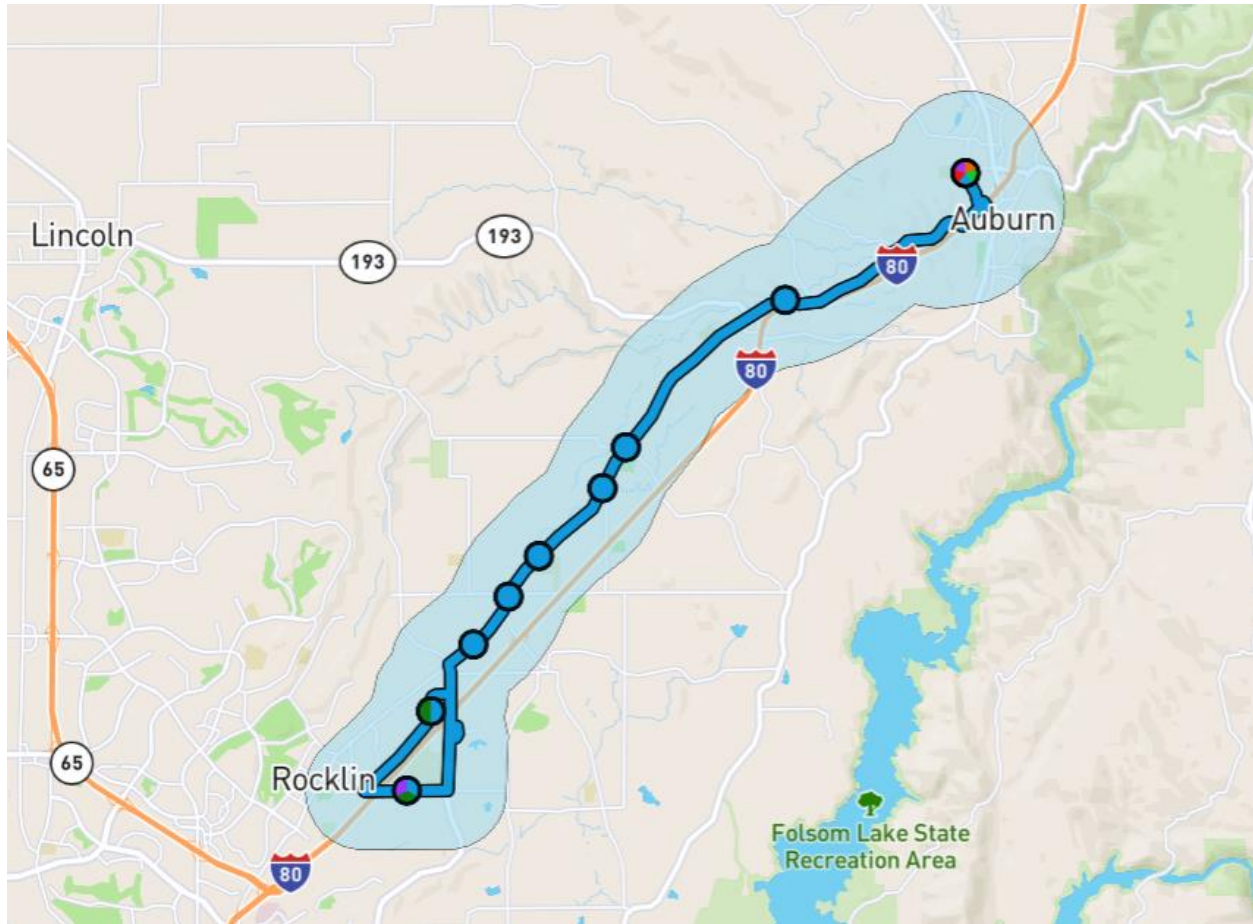 Lincoln
193
193
Auburn
80
80
65
65
Rocklin
80
Folsom Lake State
Recreation Area